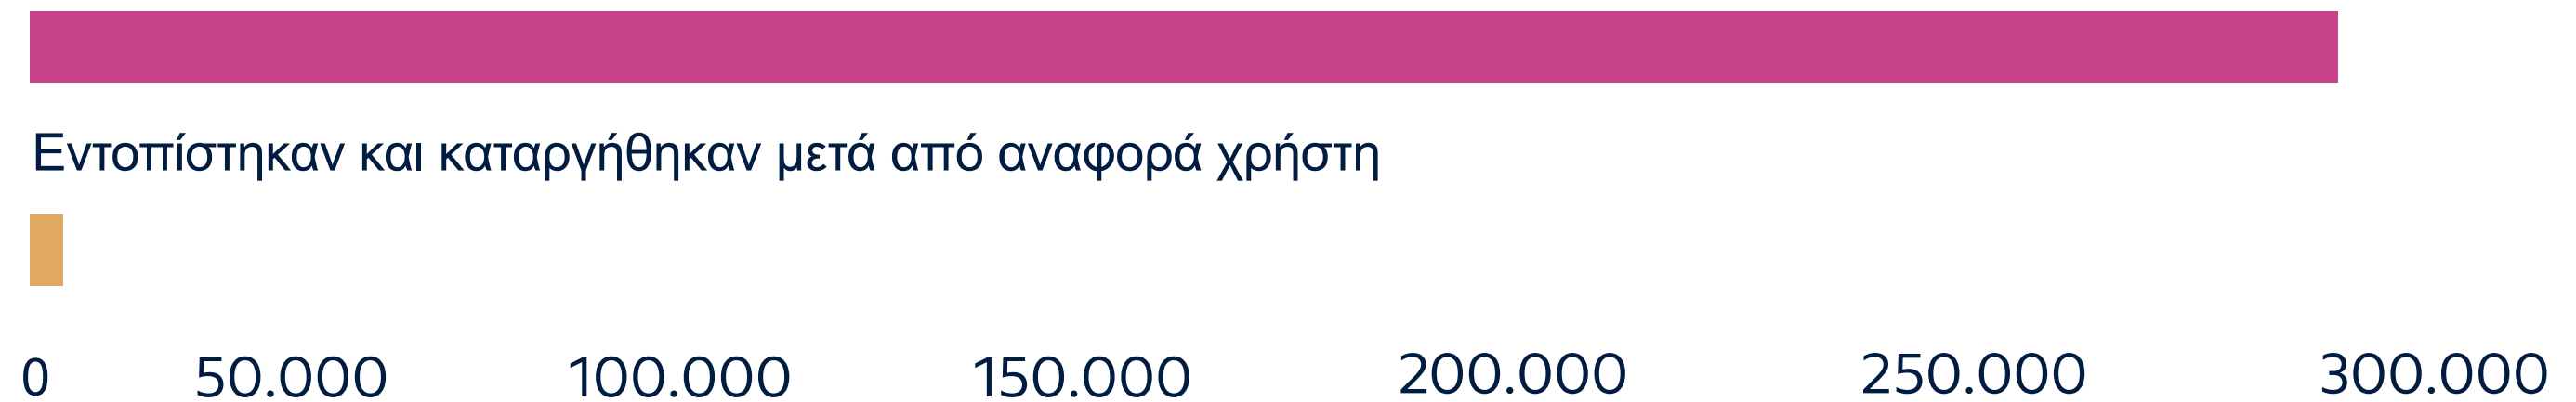 Εντοπίστηκαν και καταργήθηκαν μετά από αναφορά χρήστη
0 50.000 100.000 150.000 200.000 250.000 300.000